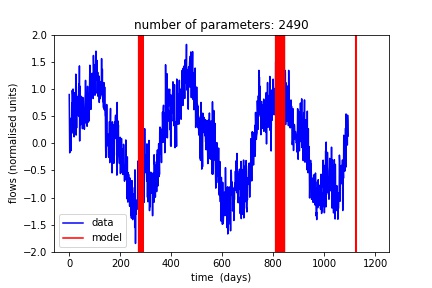 number of parameters: 2490
2.0
1.5
1.0
0.5
0.0
-0.5
-1.0
-1.5
-2.0
flows (normalised units)
data
model
0 200 400 600 800 1000 1200
time (days)